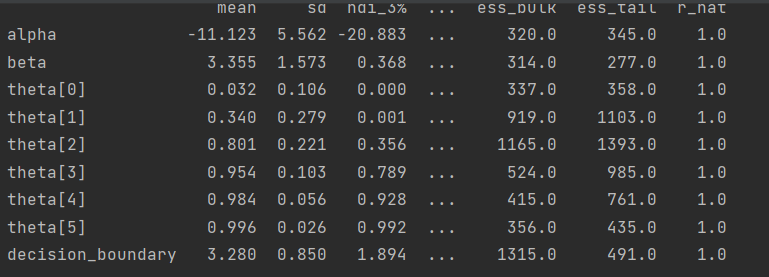 mean sd hdi_3% ... ess_bulk ess_tail r_hat
alpha -11.123 5.562 -20.883 ... 320.0 345.0 1.0
beta 3.355 1.573 0.368 ... 314.0 277.0 1.0
theta[0] 0.032 0.106 0.000 ... 337.0 358.0 1.0
theta[1] 0.340 0.279 0.001 ... 919.0 1103.0 1.0
theta[2] 0.801 0.221 0.356 ... 1165.0 1393.0 1.0
theta[3] 0.954 0.103 0.789 ... 524.0 985.0 1.0
theta[4] 0.984 0.056 0.928 ... 415.0 761.0 1.0
theta[5] 0.996 0.026 0.992 ... 356.0 435.0 1.0
decision_boundary 3.280 0.850 1.894 ... 1315.0 491.0 1.0